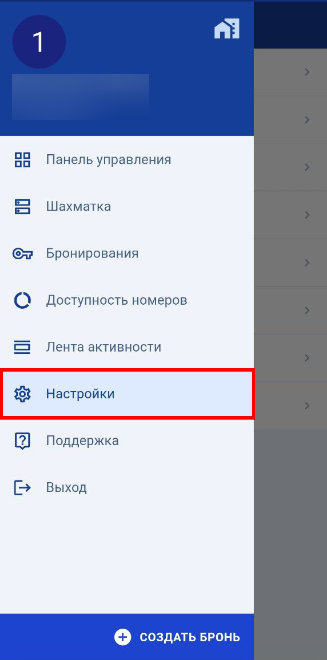 1
Панель управления
Шахматка
Бронирования
Доступность номеров
Лента активности
Настройки
Поддержка
Выход
СОЗДАТЬ БРОНЬ